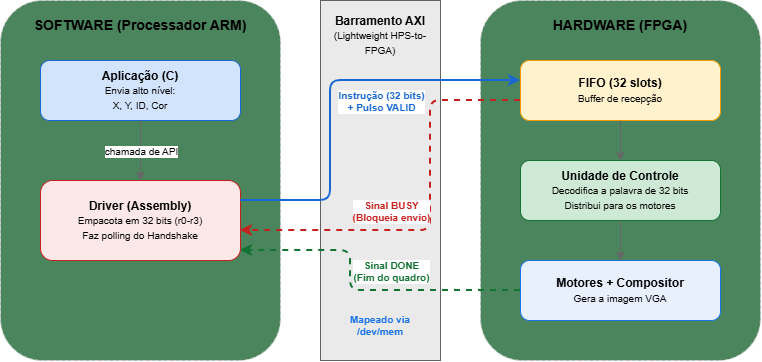 SOFTWARE (Processador ARM)
Aplicação (C)
Envia alto nível:
X, Y, ID, Cor
chamada de API
Driver (Assembly)
Empacota em 32 bits (r0-r3)
Faz polling do Handshake
Barramento AXI
(Lightweight HPS-to-
FPGA)
Instrução (32 bits)
+ Pulso VALID
Sinal BUSY
(Bloqueia envio)
Sinal DONE
(Fim do quadro)
Mapeado via
/dev/mem
HARDWARE (FPGA)
FIFO (32 slots)
Buffer de recepção
Unidade de Controle
Decodifica a palavra de 32 bits
Distribui para os motores
Motores + Compositor
Gera a imagem VGA